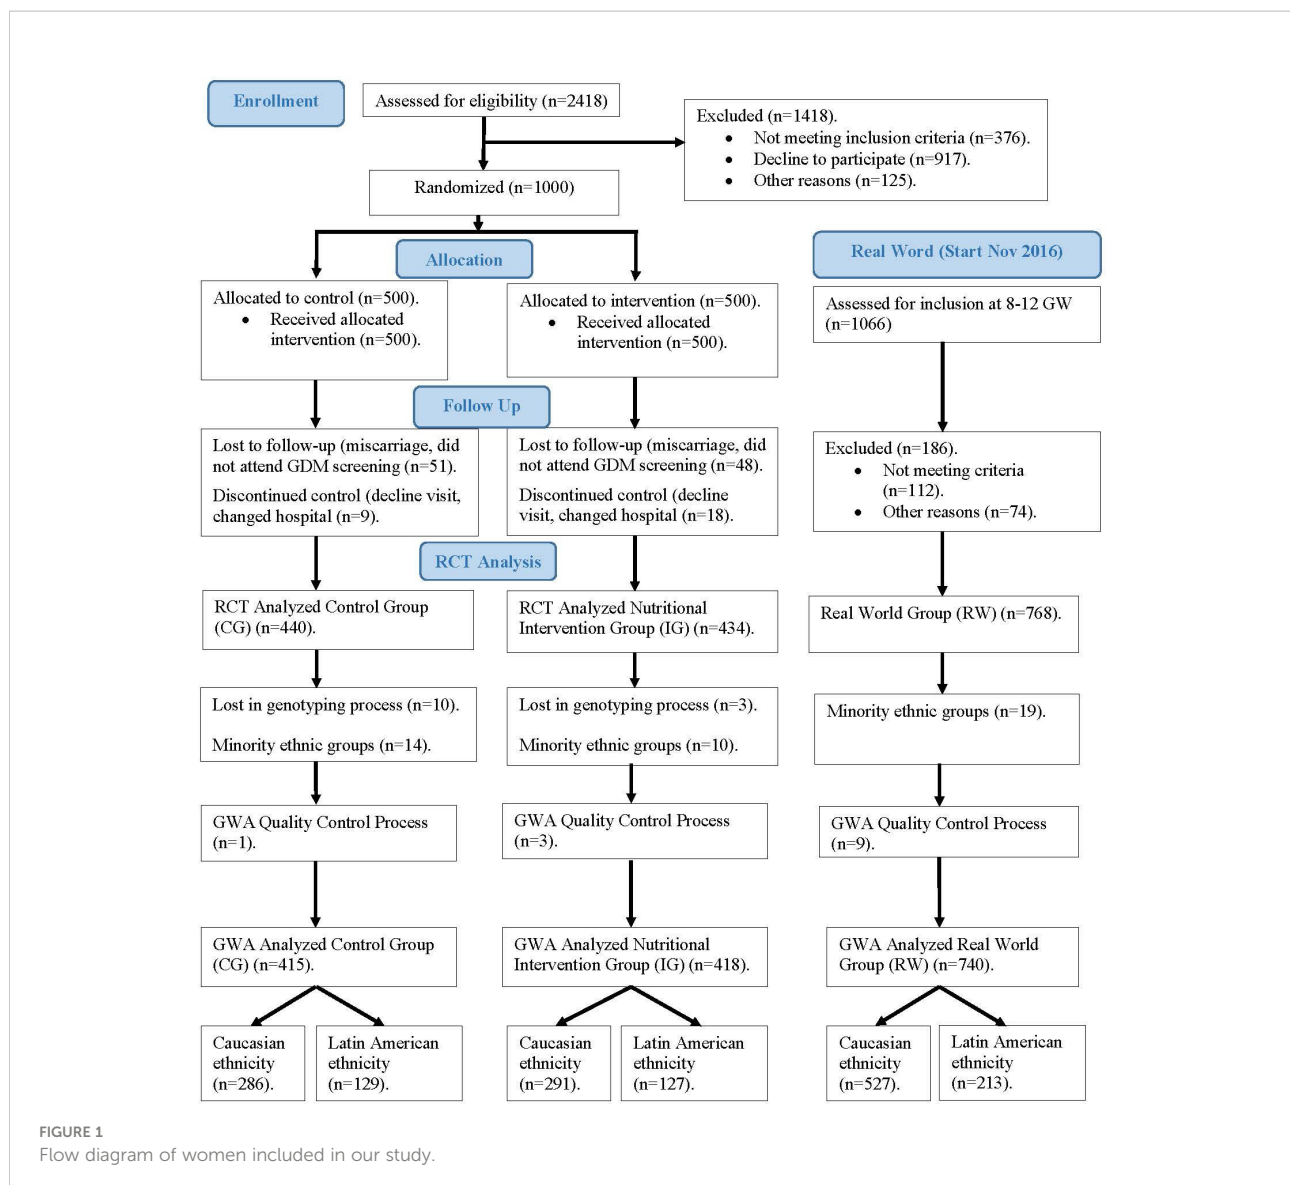 Enrollment
Assessed for eligibility (n=2418)
Excluded (n=1418).
• Not meeting inclusion criteria (n=376).
• Decline to participate (n=917).
• Other reasons (n=125).
Randomized (n=1000)
Allocation
Allocated to control (n=500).
• Received allocated
intervention (n=500).
Allocated to intervention (n=500).
• Received allocated
intervention (n=500).
Follow Up
Lost to follow-up (miscarriage, did
not attend GDM screening (n=51).
Discontinued control (decline visit,
changed hospital (n=9).
Lost to follow-up (miscarriage, did
not attend GDM screening (n=48).
Discontinued control (decline
visit, changed hospital (n=18).
RCT Analysis
RCT Analyzed Control Group
(CG) (n=440).
RCT Analyzed Nutritional
Intervention Group (IG) (n=434).
Lost in genotyping process (n=10).
Minority ethnic groups (n=14).
Lost in genotyping process (n=3).
Minority ethnic groups (n=10).
GWA Quality Control Process
(n=1).
GWA Quality Control Process
(n=3).
GWA Analyzed Control Group
(CG) (n=415).
GWA Analyzed Nutritional
Intervention Group (IG) (n=418).
Caucasian
ethnicity
(n=286).
Latin American
ethnicity
(n=129).
Caucasian
ethnicity
(n=291).
Latin American
ethnicity
(n=127).
Real Word (Start Nov 2016)
Assessed for inclusion at 8-12 GW
(n=1066)
Excluded (n=186).
• Not meeting criteria
(n=112).
• Other reasons (n=74).
Real World Group (RW) (n=768).
Minority ethnic groups (n=19).
GWA Quality Control Process
(n=9).
GWA Analyzed Real World
Group (RW) (n=740).
Caucasian
ethnicity
(n=527).
Latin American
ethnicity
(n=213).
FIGURE 1
Flow diagram of women included in our study.